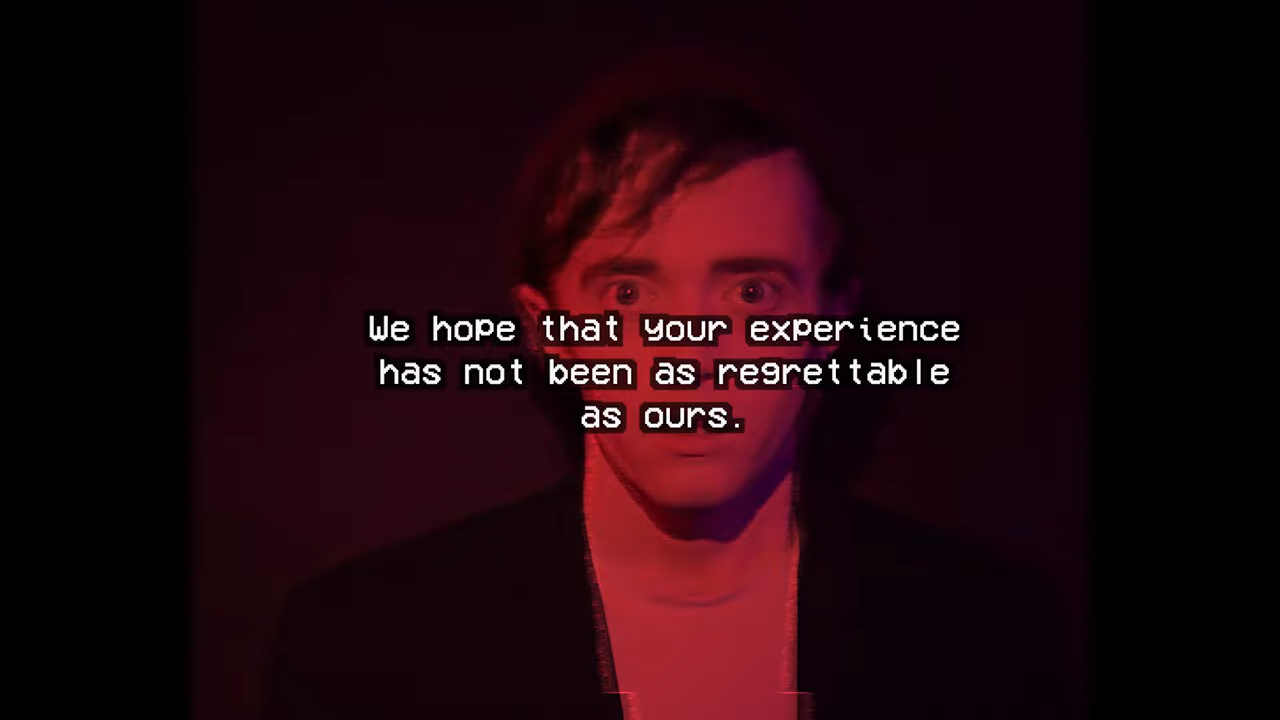 We hope that your experience
has not been as regrettable
as ours.